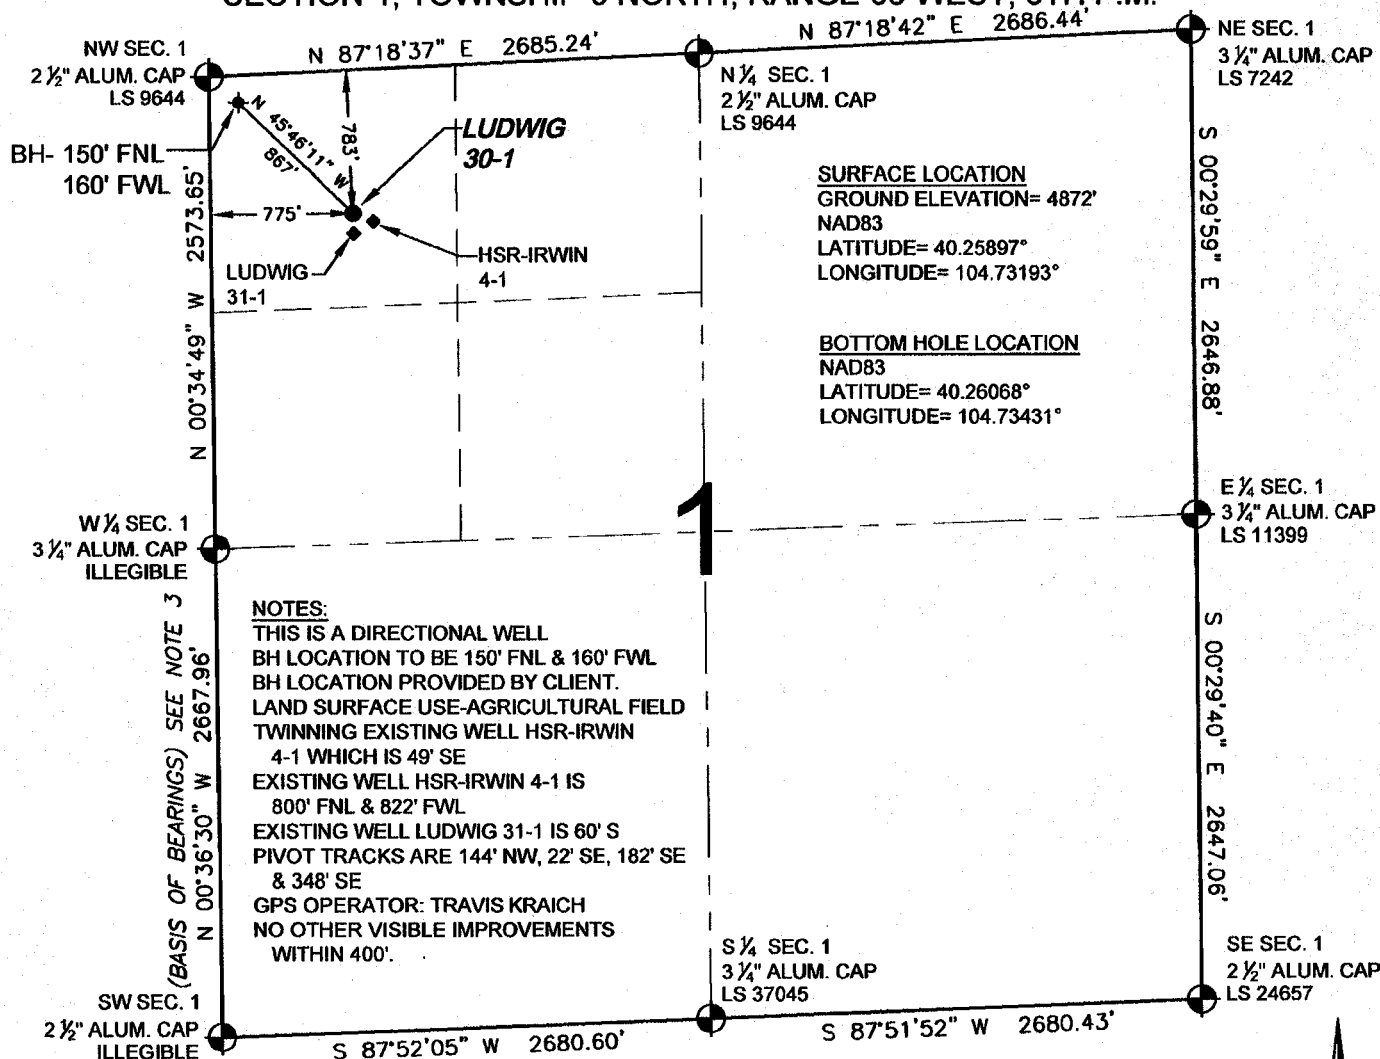 N 87°18'37" E 2685.24'
N 87°18'42" E 2686.44'
NW SEC. 1
2 ½" ALUM. CAP
LS 9644
N ¼ SEC. 1
2 ½" ALUM. CAP
LS 9644
NE SEC. 1
3 ¼" ALUM. CAP
LS 7242
BH- 150' FNL
160' FWL
N 45°46'11" W
867'
783'
775'
LUDWIG
30-1
LUDWIG
31-1
HSR-IRWIN
4-1
SURFACE LOCATION
GROUND ELEVATION= 4872'
NAD83
LATITUDE= 40.25897°
LONGITUDE= 104.73193°
BOTTOM HOLE LOCATION
NAD83
LATITUDE= 40.26068°
LONGITUDE= 104.73431°
N 00°34'49" W 2573.65'
S 00°29'59" E 2646.88'
1
W ¼ SEC. 1
3 ¼" ALUM. CAP
ILLEGIBLE
E ¼ SEC. 1
3 ¼" ALUM. CAP
LS 11399
(BASIS OF BEARINGS) SEE NOTE 3
N 00°36'30" W 2667.96'
NOTES:
THIS IS A DIRECTIONAL WELL
BH LOCATION TO BE 150' FNL & 160' FWL
BH LOCATION PROVIDED BY CLIENT.
LAND SURFACE USE-AGRICULTURAL FIELD
TWINNING EXISTING WELL HSR-IRWIN
4-1 WHICH IS 49' SE
EXISTING WELL HSR-IRWIN 4-1 IS
800' FNL & 822' FWL
EXISTING WELL LUDWIG 31-1 IS 60' S
PIVOT TRACKS ARE 144' NW, 22' SE, 182' SE
& 348' SE
GPS OPERATOR: TRAVIS KRAICH
NO OTHER VISIBLE IMPROVEMENTS
WITHIN 400'.
S 00°29'40" E 2647.06'
SW SEC. 1
2 ½" ALUM. CAP
ILLEGIBLE
S ¼ SEC. 1
3 ¼" ALUM. CAP
LS 37045
SE SEC. 1
2 ½" ALUM. CAP
LS 24657
S 87°52'05" W 2680.60'
S 87°51'52" W 2680.43'